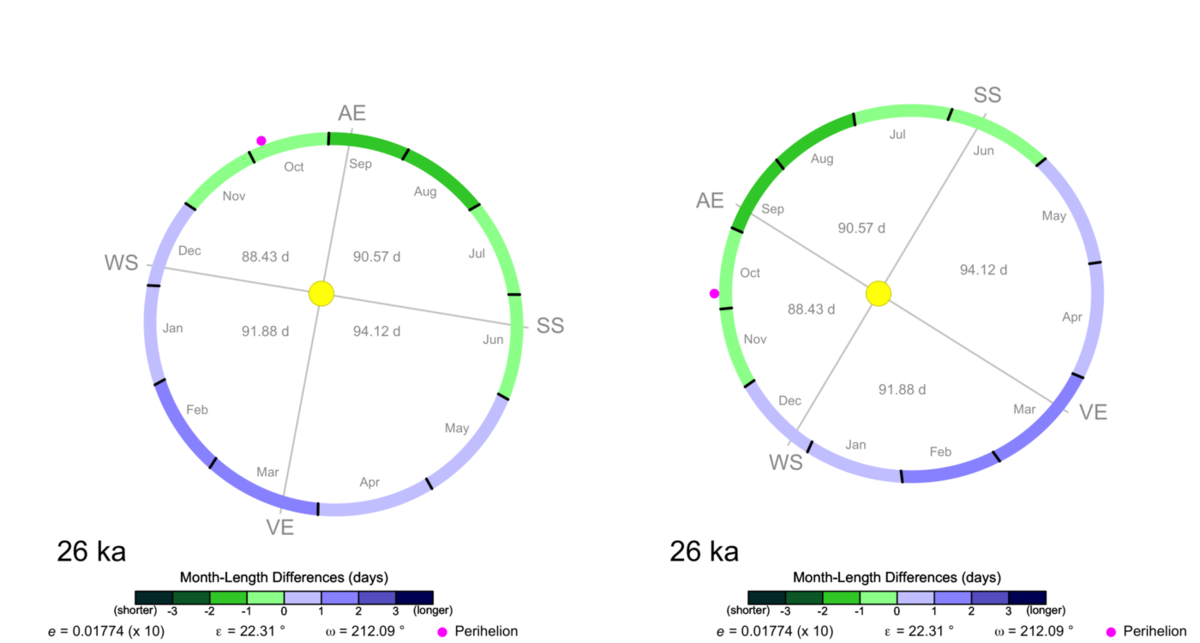 AE
Oct
Sep
Nov
Aug
Dec
Jul
WS
88.43 d
90.57 d
91.88 d
94.12 d
SS
Jan
Jun
Feb
May
Mar
Apr
VE
26 ka
Month-Length Differences (days)
(shorter) -3 -2 -1 0 1 2 3 (longer)
e = 0.01774 (x 10) ε = 22.31 ° ω = 212.09 ° Perihelion
SS
Jul
Jun
Aug
AE
Sep
May
90.57 d
94.12 d
Oct
88.43 d
Apr
Nov
91.88 d
Dec
Mar
VE
Jan
Feb
WS
26 ka
Month-Length Differences (days)
(shorter) -3 -2 -1 0 1 2 3 (longer)
e = 0.01774 (x 10) ε = 22.31 ° ω = 212.09 ° Perihelion